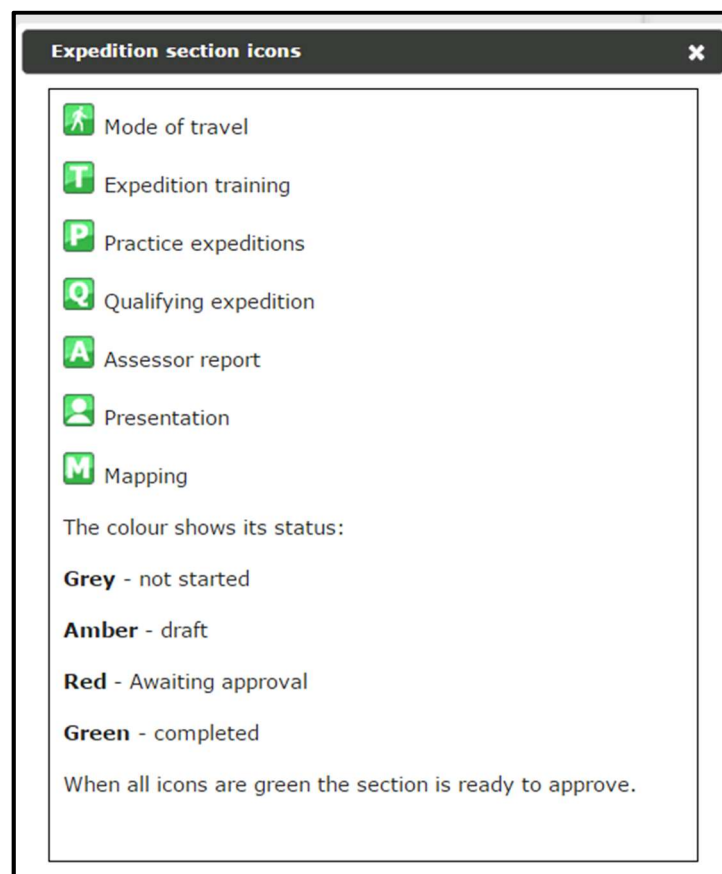 Expedition section icons
Mode of travel
T Expedition training
P Practice expeditions
Q Qualifying expedition
A Assessor report
Presentation
M Mapping
The colour shows its status:
Grey - not started
Amber - draft
Red - Awaiting approval
Green - completed
When all icons are green the section is ready to approve.